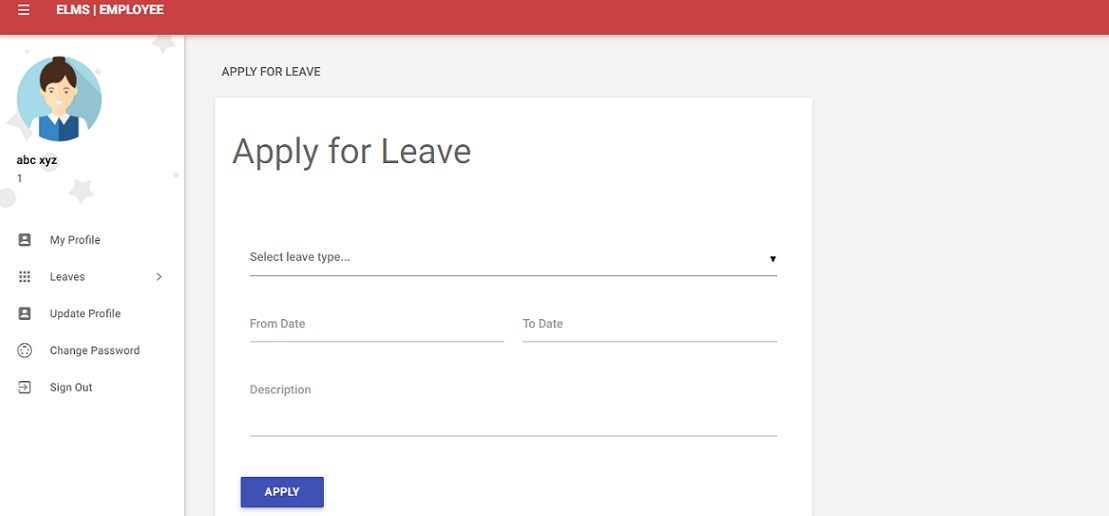 ELMS | EMPLOYEE
abc xyz
1
My Profile
Leaves
Update Profile
Change Password
Sign Out
APPLY FOR LEAVE
Apply for Leave
Select leave type...
From Date To Date
Description
APPLY